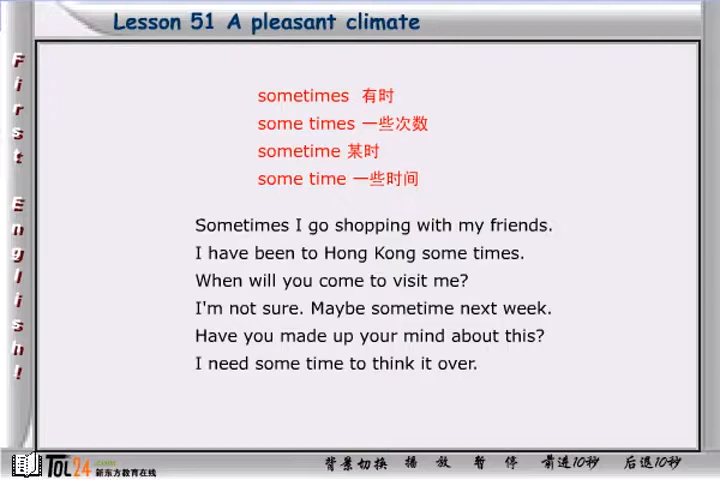 Lesson 51 A pleasant climate
First English!
sometimes 有时
some times 一些次数
sometime 某时
some time 一些时间
Sometimes I go shopping with my friends.
I have been to Hong Kong some times.
When will you come to visit me?
I'm not sure. Maybe sometime next week.
Have you made up your mind about this?
I need some time to think it over.
TOL24.com 新东方教育在线
背景切换 播放 暂停 前进10秒 后退10秒